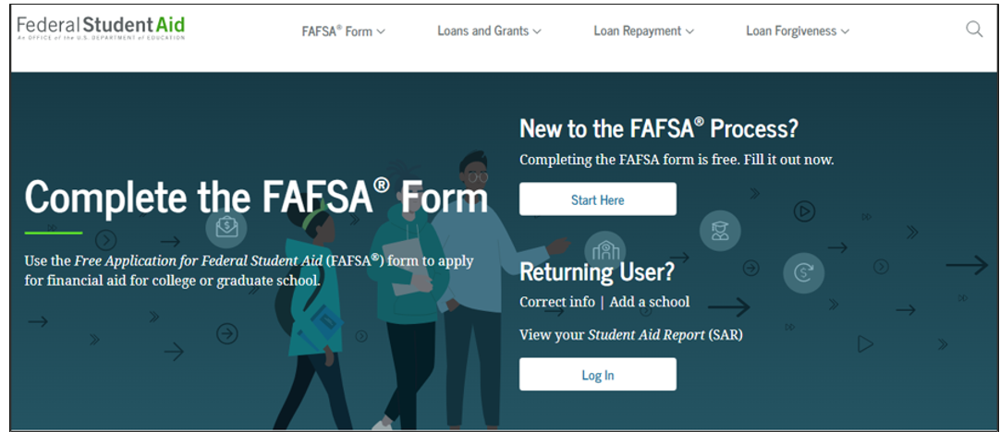 Federal Student Aid
An OFFICE of the U.S. DEPARTMENT of EDUCATION
FAFSA® Form
Loans and Grants
Loan Repayment
Loan Forgiveness
Complete the FAFSA® Form
Use the Free Application for Federal Student Aid (FAFSA®) form to apply
for financial aid for college or graduate school.
New to the FAFSA® Process?
Completing the FAFSA form is free. Fill it out now.
Start Here
Returning User?
Correct info | Add a school
View your Student Aid Report (SAR)
Log In